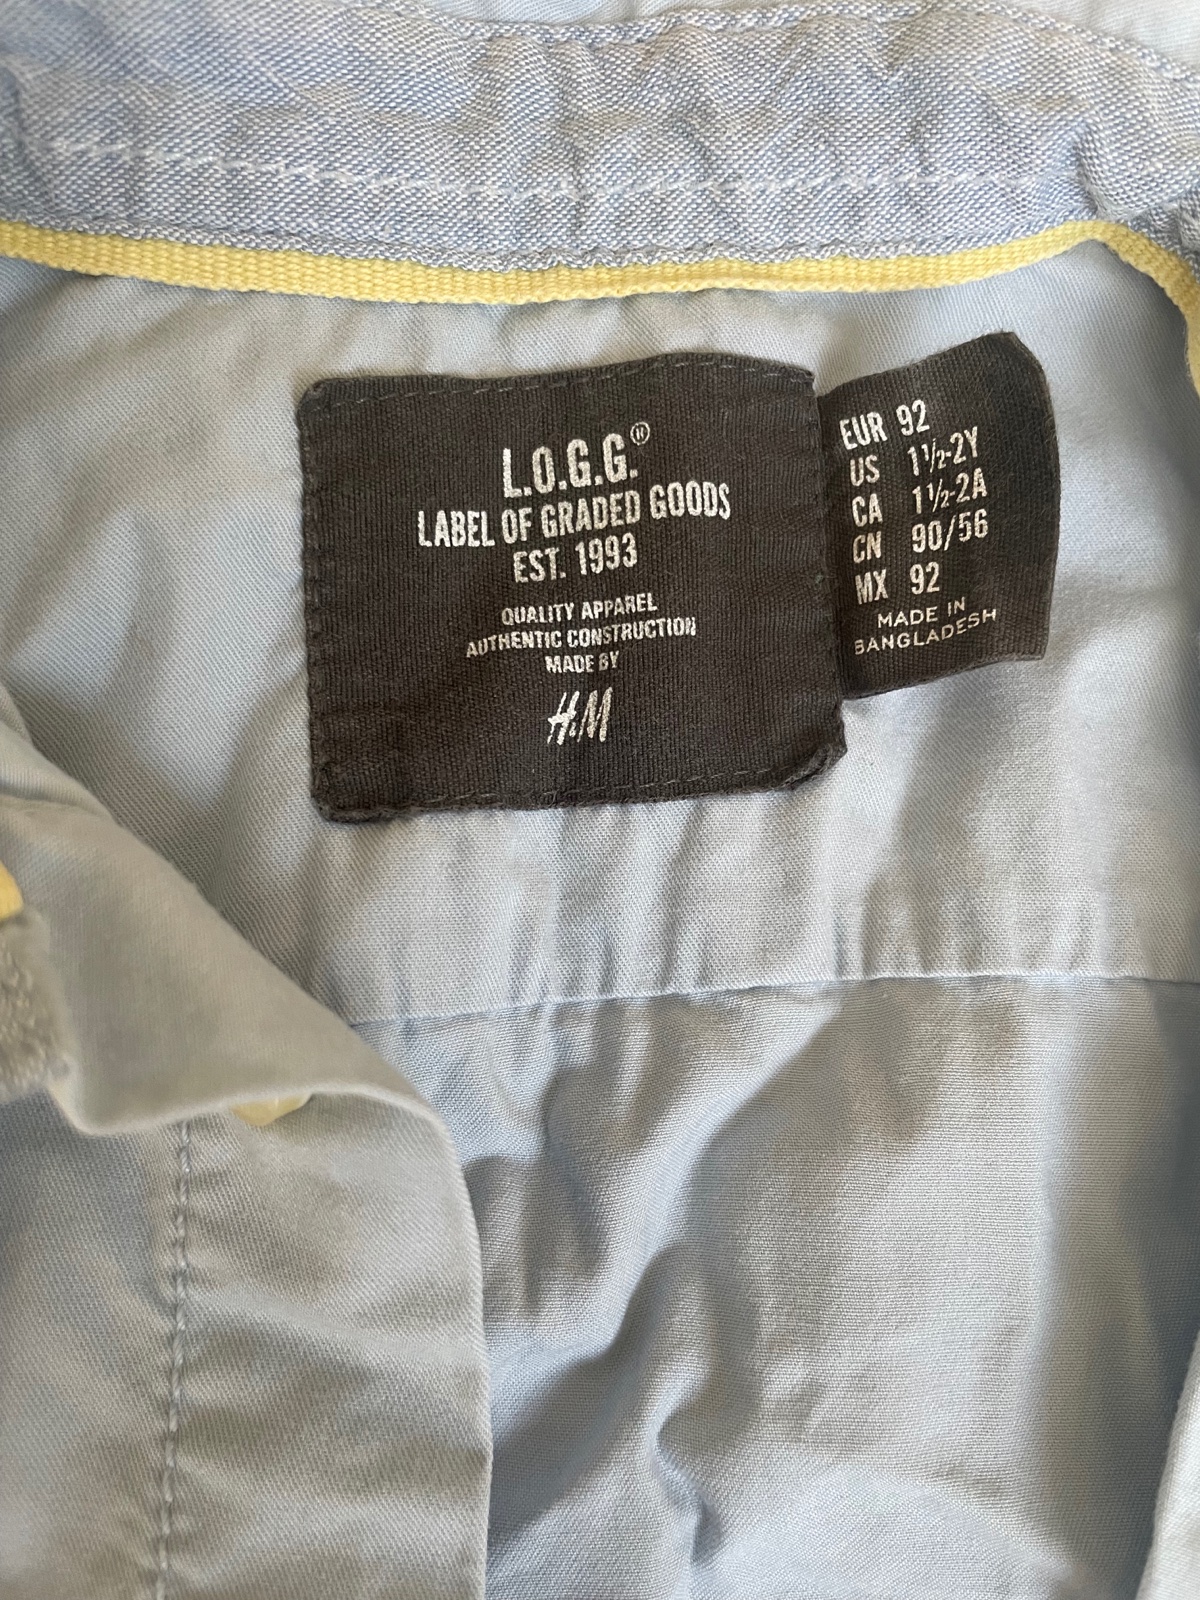 L.O.G.G.®
LABEL OF GRADED GOODS
EST. 1993
QUALITY APPAREL
AUTHENTIC CONSTRUCTION
MADE BY
H&M
EUR 92
US 1½-2Y
CA 1½-2A
CN 90/56
MX 92
MADE IN
BANGLADESH